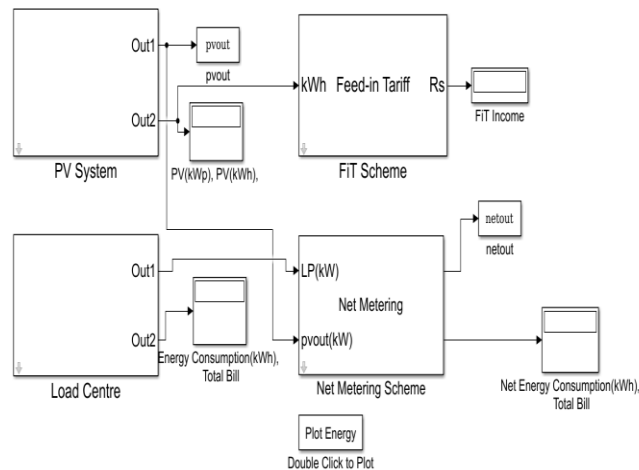 Out1
pvout
pvout
kWh
Feed-in Tariff
Rs
Out2
FiT Income
PV System
PV(kWp), PV(kWh),
FiT Scheme
netout
netout
Out1
LP(kW)
Net Metering
Out2
pvout(kW)
Energy Consumption(kWh),
Total Bill
Load Centre
Net Metering Scheme
Net Energy Consumption(kWh),
Total Bill
Plot Energy
Double Click to Plot